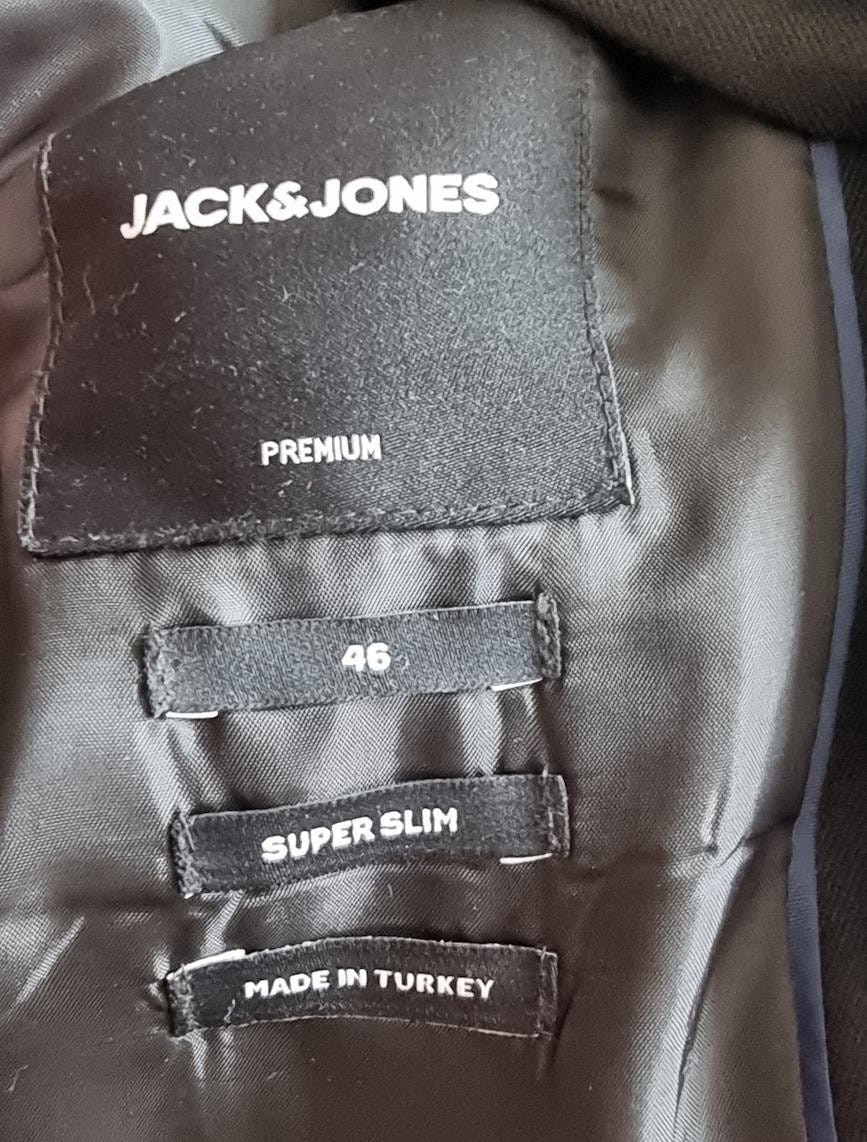 JACK&JONES
PREMIUM
46
SUPER SLIM
MADE IN TURKEY